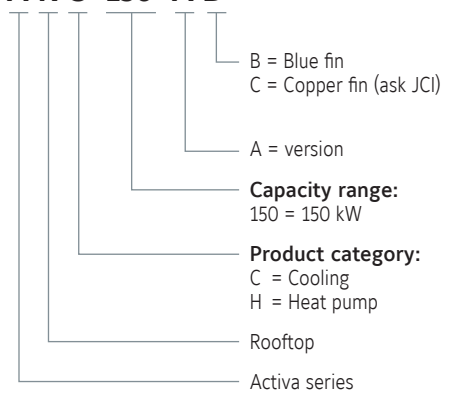 B = Blue fin
C = Copper fin (ask JCI)
A = version
Capacity range:
150 = 150 kW
Product category:
C = Cooling
H = Heat pump
Rooftop
Activa series